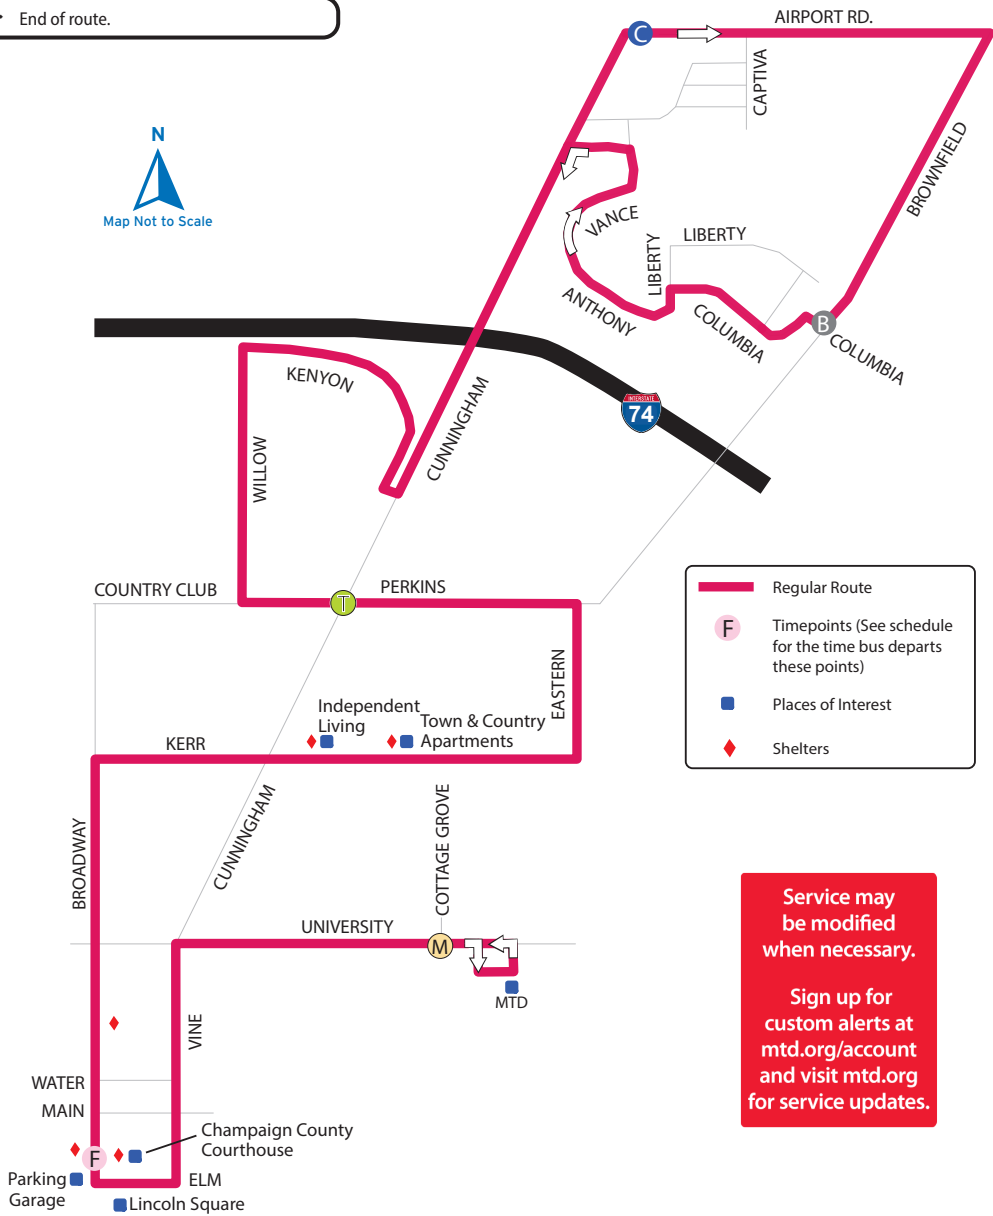 End of route.
C
AIRPORT RD.
CAPTIVA
BROWNFIELD
N
Map Not to Scale
VANCE
LIBERTY
LIBERTY
ANTHONY
COLUMBIA
B
COLUMBIA
KENYON
CUNNINGHAM
INTERSTATE
74
WILLOW
COUNTRY CLUB
T
PERKINS
Regular Route
F
Timepoints (See schedule
for the time bus departs
these points)
Places of Interest
Shelters
EASTERN
Independent
Living
Town & Country
Apartments
KERR
BROADWAY
CUNNINGHAM
COTTAGE GROVE
UNIVERSITY
M
MTD
VINE
WATER
MAIN
Champaign County
Courthouse
F
Parking
Garage
ELM
Lincoln Square
Service may
be modified
when necessary.
Sign up for
custom alerts at
mtd.org/account
and visit mtd.org
for service updates.